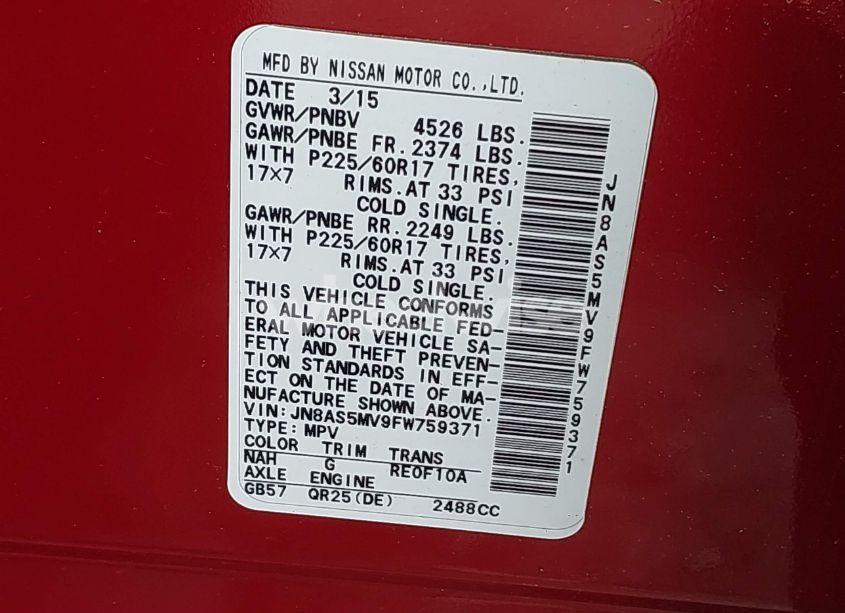 MFD BY NISSAN MOTOR CO.,LTD.
DATE 3/15
GVWR/PNBV 4526 LBS.
GAWR/PNBE FR. 2374 LBS.
WITH P225/60R17 TIRES,
17×7 RIMS.AT 33 PSI
COLD SINGLE.
GAWR/PNBE RR. 2249 LBS.
WITH P225/60R17 TIRES,
17×7 RIMS.AT 33 PSI
COLD SINGLE.
THIS VEHICLE CONFORMS
TO ALL APPLICABLE FED-
ERAL MOTOR VEHICLE SA-
FETY AND THEFT PREVEN-
TION STANDARDS IN EFF-
ECT ON THE DATE OF MA-
NUFACTURE SHOWN ABOVE.
VIN:JN8AS5MV9FW759371
TYPE:MPV
COLOR TRIM TRANS
NAH G RE0F10A
AXLE ENGINE
GB57 QR25(DE) 2488CC
JN8AS5MV9FW759371